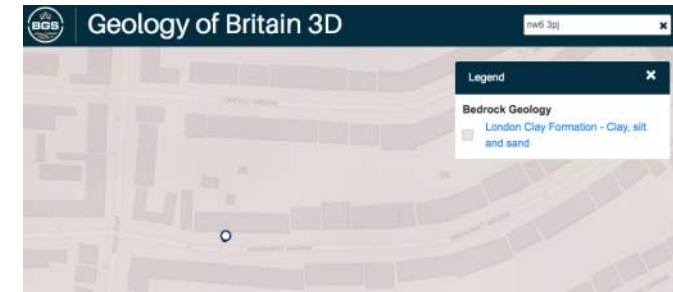 BGS
Geology of Britain 3D
nw6 3pj
Legend
Bedrock Geology
London Clay Formation - Clay, silt
and sand